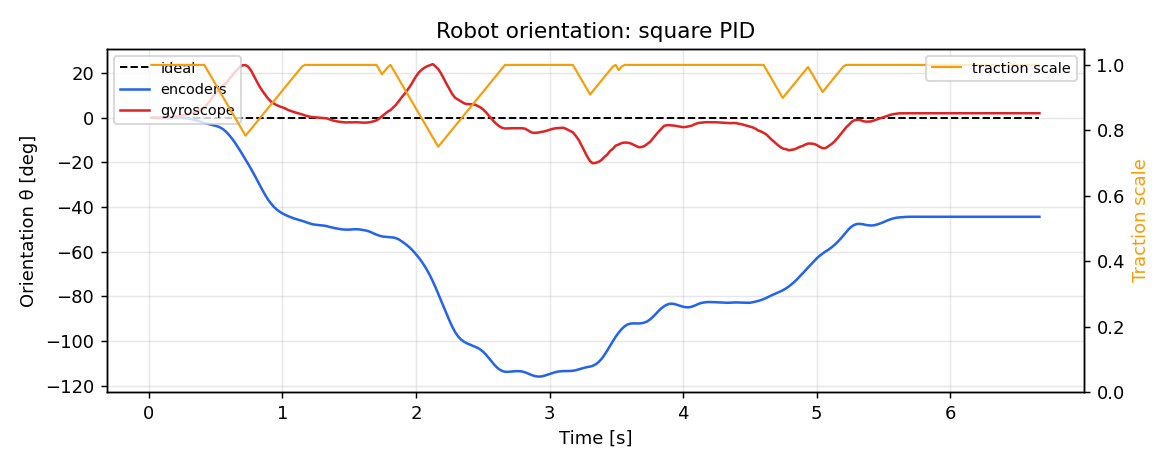 Robot orientation: square PID
ideal
encoders
gyroscope
traction scale
Orientation θ [deg]
20
0
−20
−40
−60
−80
−100
−120
1.0
0.8
0.6
0.4
0.2
0.0
Traction scale
0 1 2 3 4 5 6
Time [s]